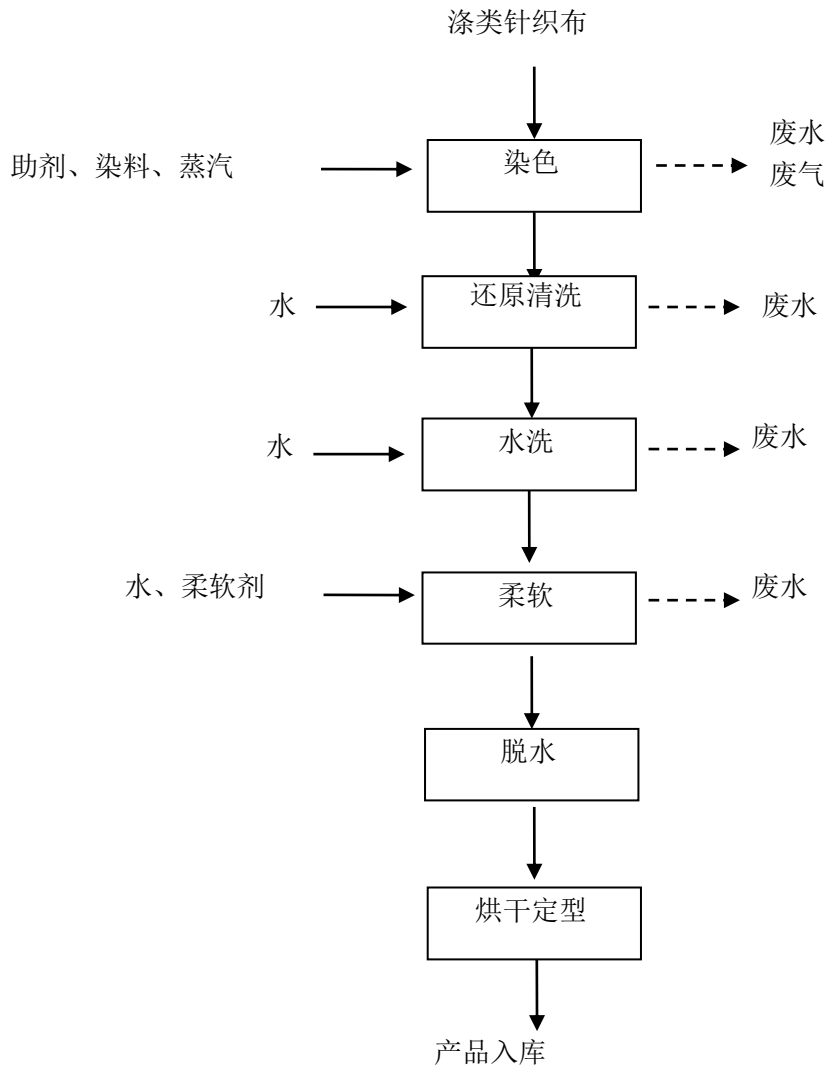 涤类针织布
助剂、染料、蒸汽
染色
废水
废气
水
还原清洗
废水
水
水洗
废水
水、柔软剂
柔软
废水
脱水
烘干定型
产品入库